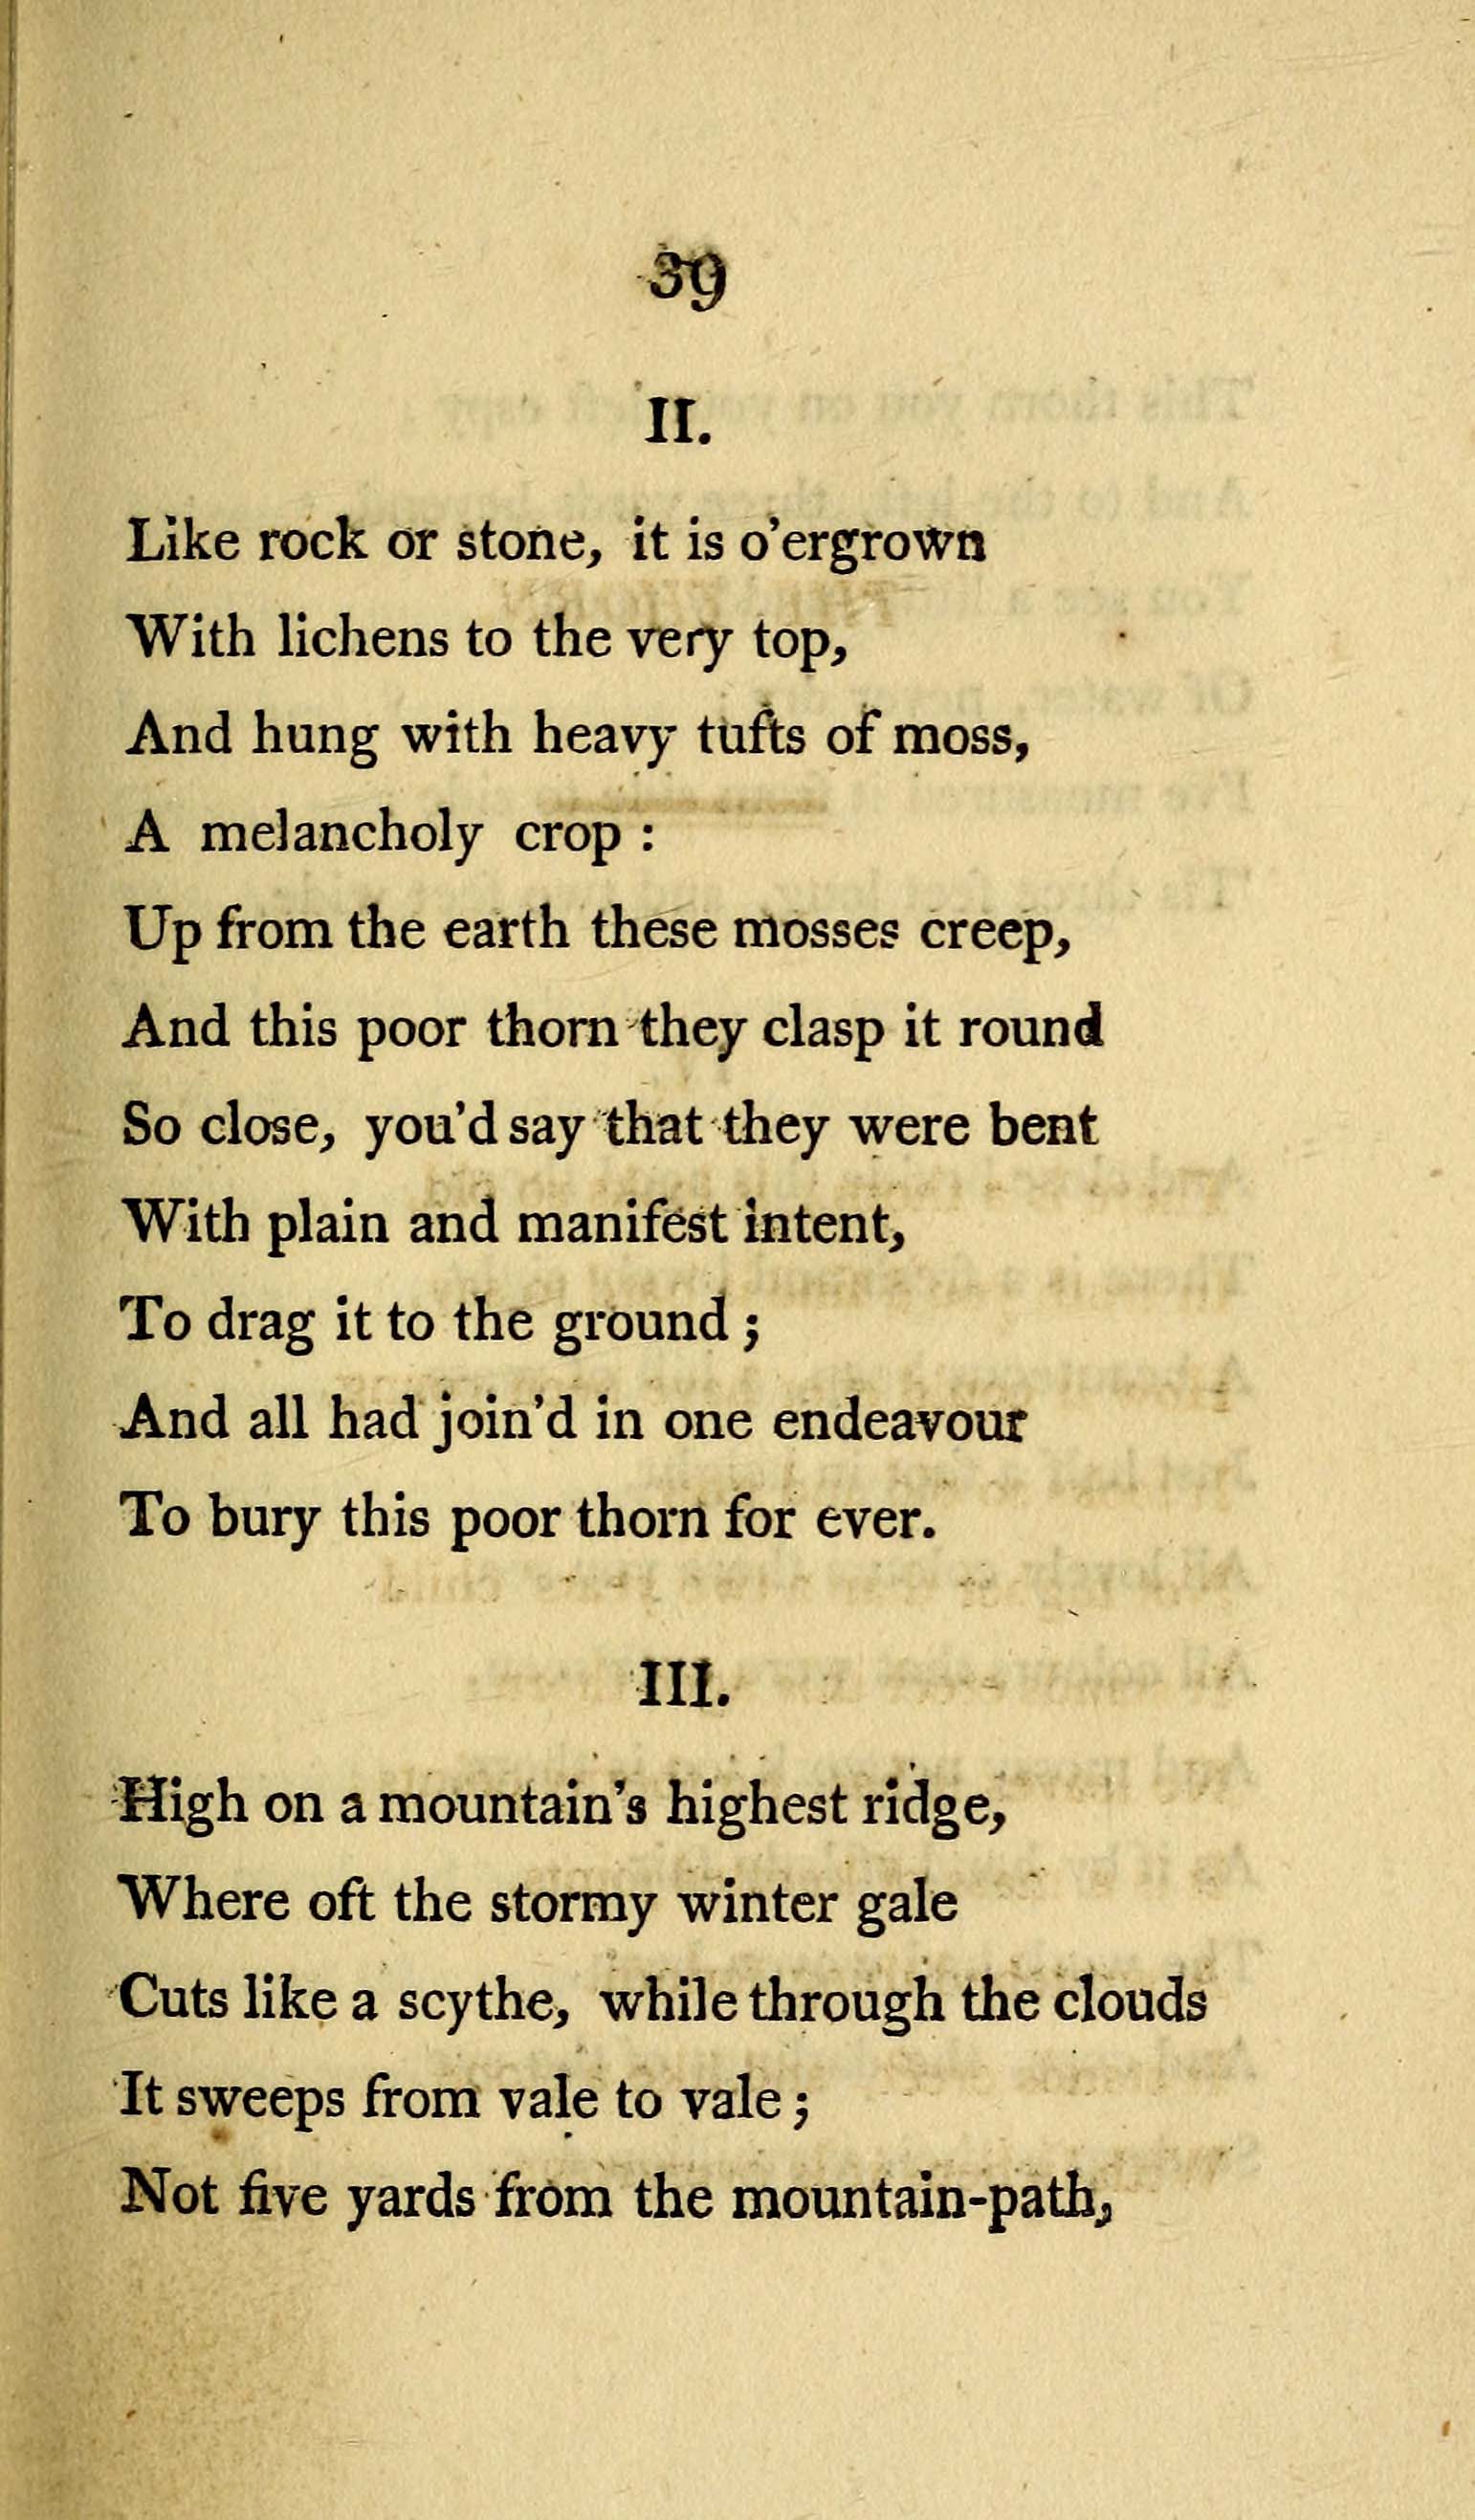 39
II.
Like rock or stone, it is o'ergrown
With lichens to the very top,
And hung with heavy tufts of moss,
A melancholy crop :
Up from the earth these mosses creep,
And this poor thorn they clasp it round
So close, you'd say that they were bent
With plain and manifest intent,
To drag it to the ground ;
And all had join'd in one endeavour
To bury this poor thorn for ever.
III.
High on a mountain's highest ridge,
Where oft the stormy winter gale
Cuts like a scythe, while through the clouds
It sweeps from vale to vale ;
Not five yards from the mountain-path,